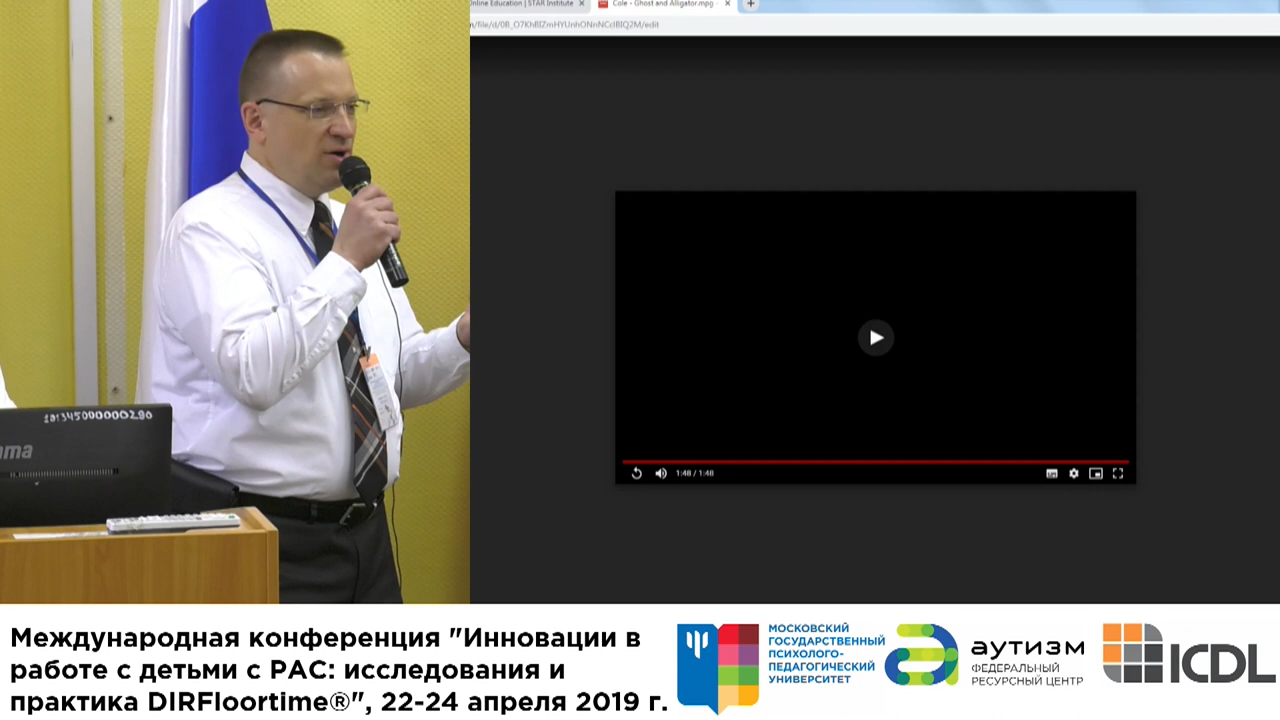 Online Education | STAR Institute
Cole - Ghost and Alligator.mpg
1:48 / 1:48
Международная конференция "Инновации в
работе с детьми с РАС: исследования и
практика DIRFloortime®", 22-24 апреля 2019 г.
МОСКОВСКИЙ
ГОСУДАРСТВЕННЫЙ
ПСИХОЛОГО-
ПЕДАГОГИЧЕСКИЙ
УНИВЕРСИТЕТ
аутизм
ФЕДЕРАЛЬНЫЙ
РЕСУРСНЫЙ ЦЕНТР
ICDL